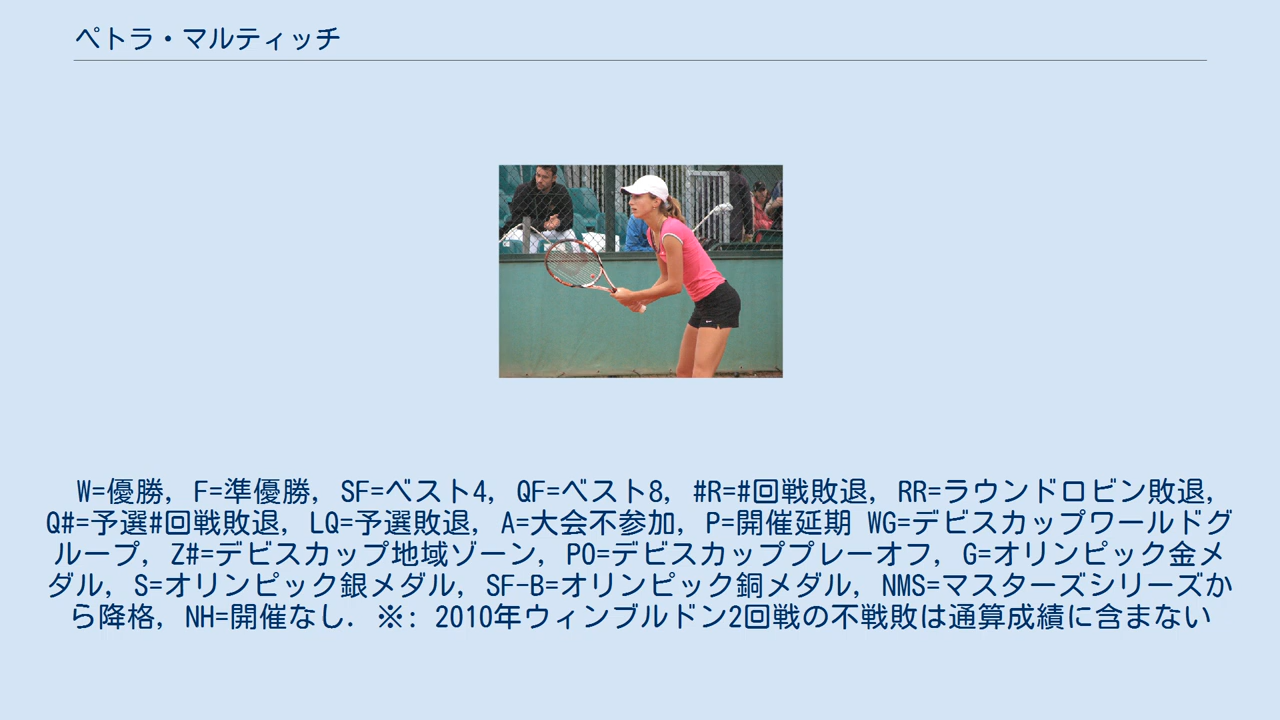 ペトラ・マルティッチ
W=優勝, F=準優勝, SF=ベスト4, QF=ベスト8, #R=#回戦敗退, RR=ラウンドロビン敗退,
Q#=予選#回戦敗退, LQ=予選敗退, A=大会不参加, P=開催延期 WG=デビスカップワールドグ
ループ, Z#=デビスカップ地域ゾーン, PO=デビスカッププレーオフ, G=オリンピック金メ
ダル, S=オリンピック銀メダル, SF-B=オリンピック銅メダル, NMS=マスターズシリーズか
ら降格, NH=開催なし. ※: 2010年ウィンブルドン2回戦の不戦敗は通算成績に含まない